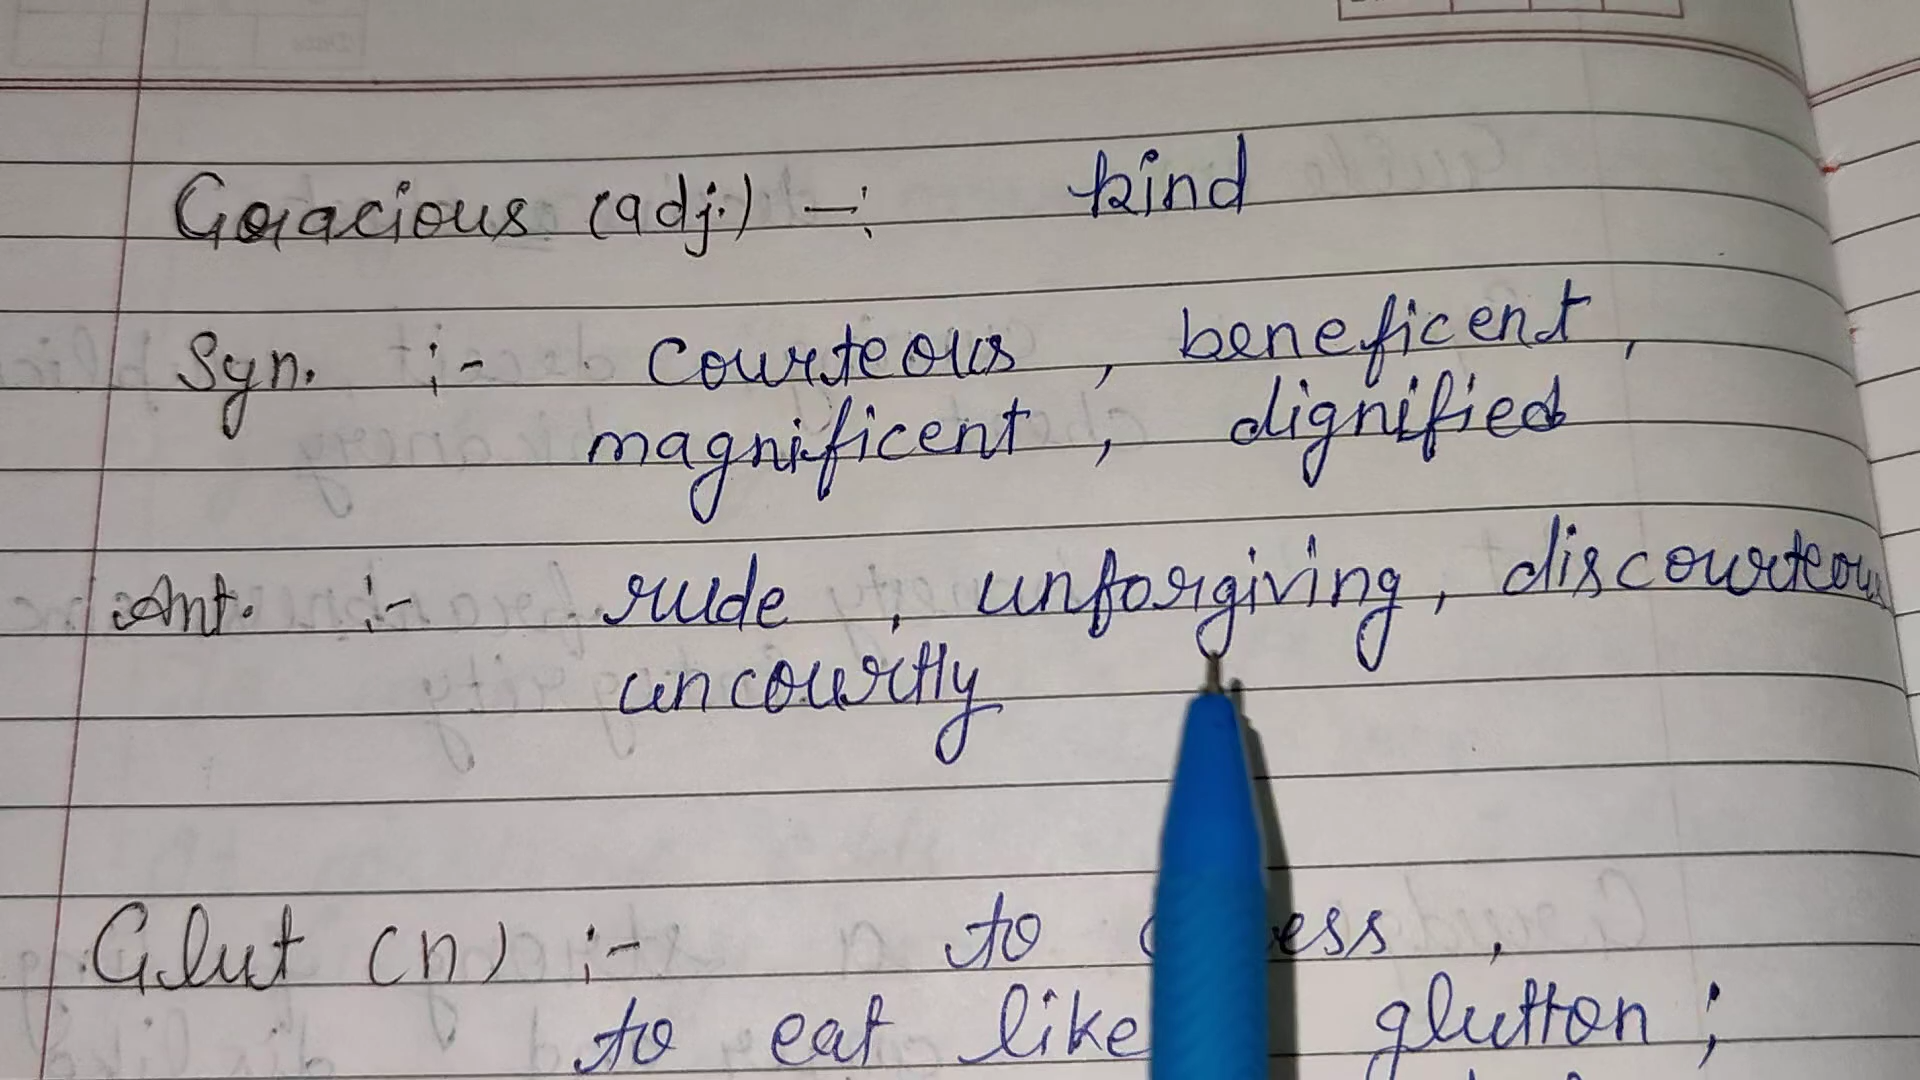 Gracious (adj.) -: kind
Syn. :- Courteous , beneficent ,
magnificent , dignified
Ant. :- rude , unforgiving , discourteous
uncourtly
Glut (n) :- to ess ,
to eat like glutton ;